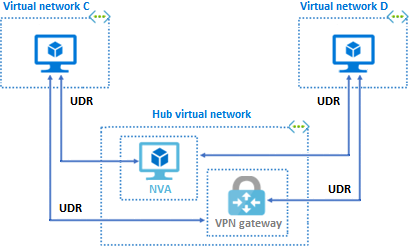 Virtual network C
Virtual network D
UDR
UDR
Hub virtual network
NVA
UDR
UDR
VPN gateway